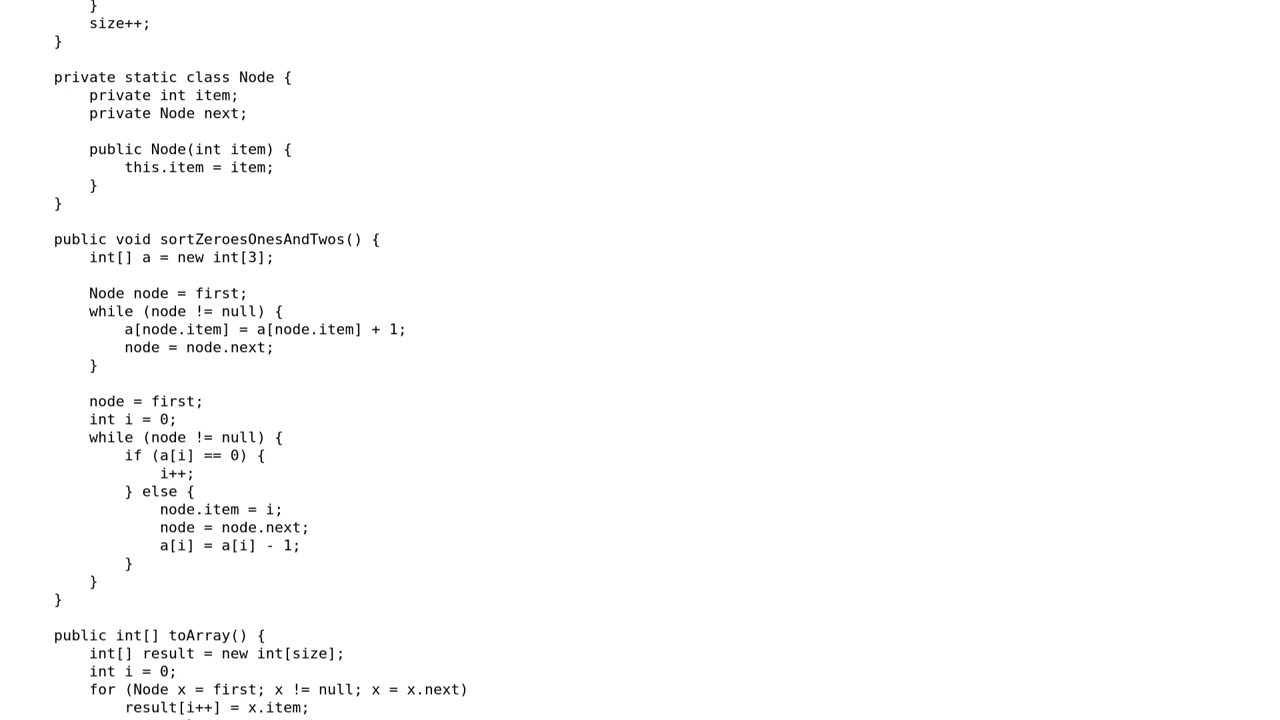 }
    size++;
}

private static class Node {
    private int item;
    private Node next;

    public Node(int item) {
        this.item = item;
    }
}

public void sortZeroesOnesAndTwos() {
    int[] a = new int[3];

    Node node = first;
    while (node != null) {
        a[node.item] = a[node.item] + 1;
        node = node.next;
    }

    node = first;
    int i = 0;
    while (node != null) {
        if (a[i] == 0) {
            i++;
        } else {
            node.item = i;
            node = node.next;
            a[i] = a[i] - 1;
        }
    }
}

public int[] toArray() {
    int[] result = new int[size];
    int i = 0;
    for (Node x = first; x != null; x = x.next)
        result[i++] = x.item;